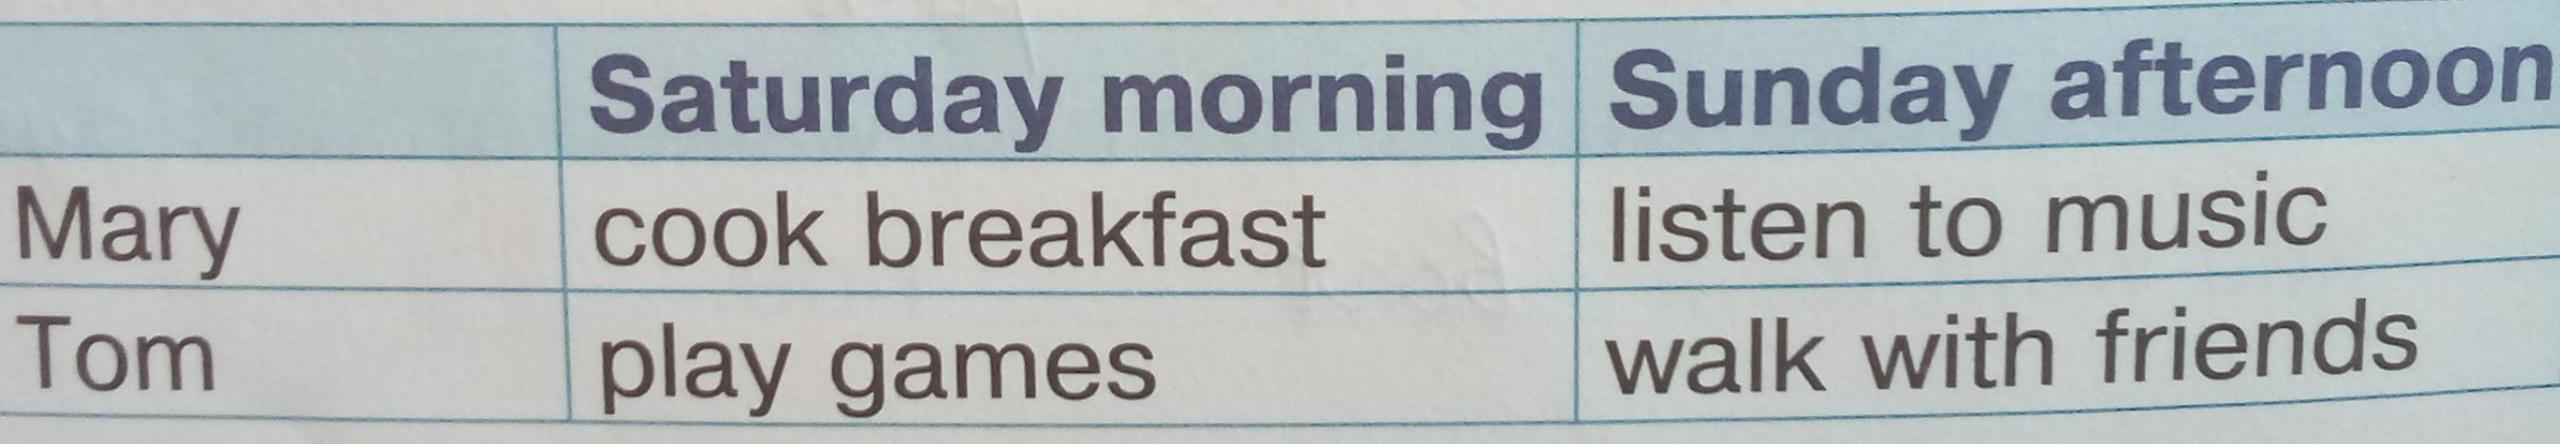 Saturday morning Sunday afternoon
Mary cook breakfast listen to music
Tom play games walk with friends